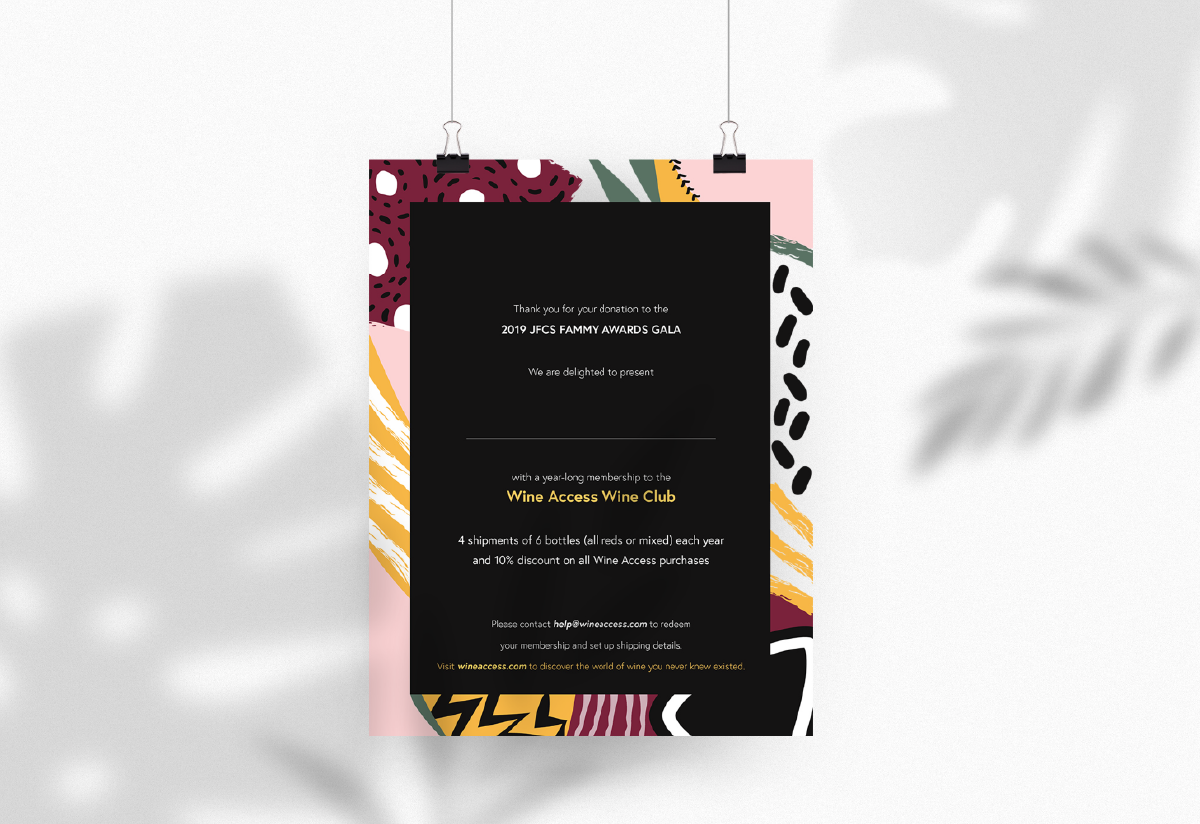 Thank you for your donation to the
2019 JFCS FAMMY AWARDS GALA
We are delighted to present
with a year-long membership to the
Wine Access Wine Club
4 shipments of 6 bottles (all reds or mixed) each year
and 10% discount on all Wine Access purchases
Please contact help@wineaccess.com to redeem
your membership and set up shipping details.
Visit wineaccess.com to discover the world of wine you never knew existed.